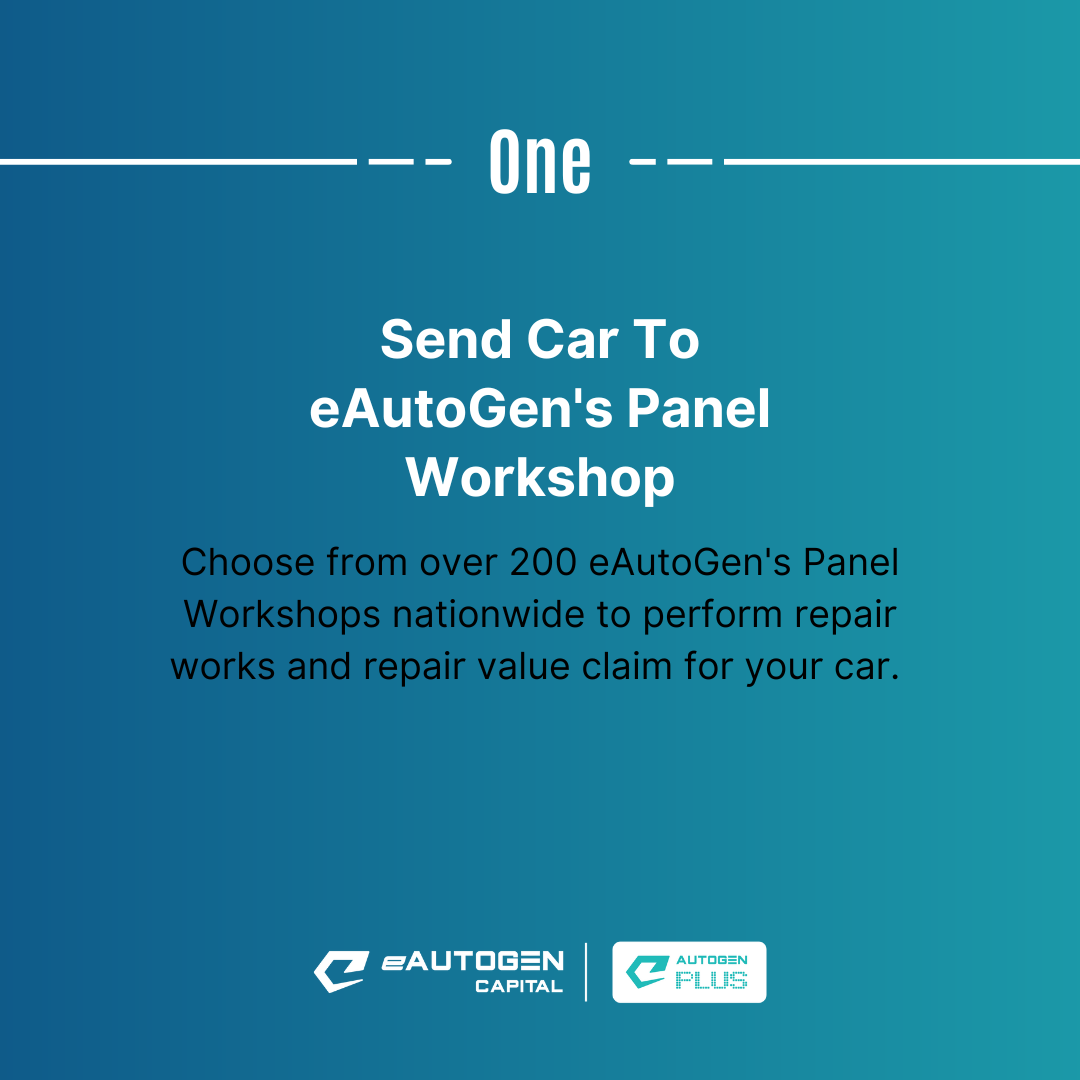 One
Send Car To
eAutoGen's Panel
Workshop
Choose from over 200 eAutoGen's Panel
Workshops nationwide to perform repair
works and repair value claim for your car.
eAUTOGEN
CAPITAL
AUTOGEN
PLUS